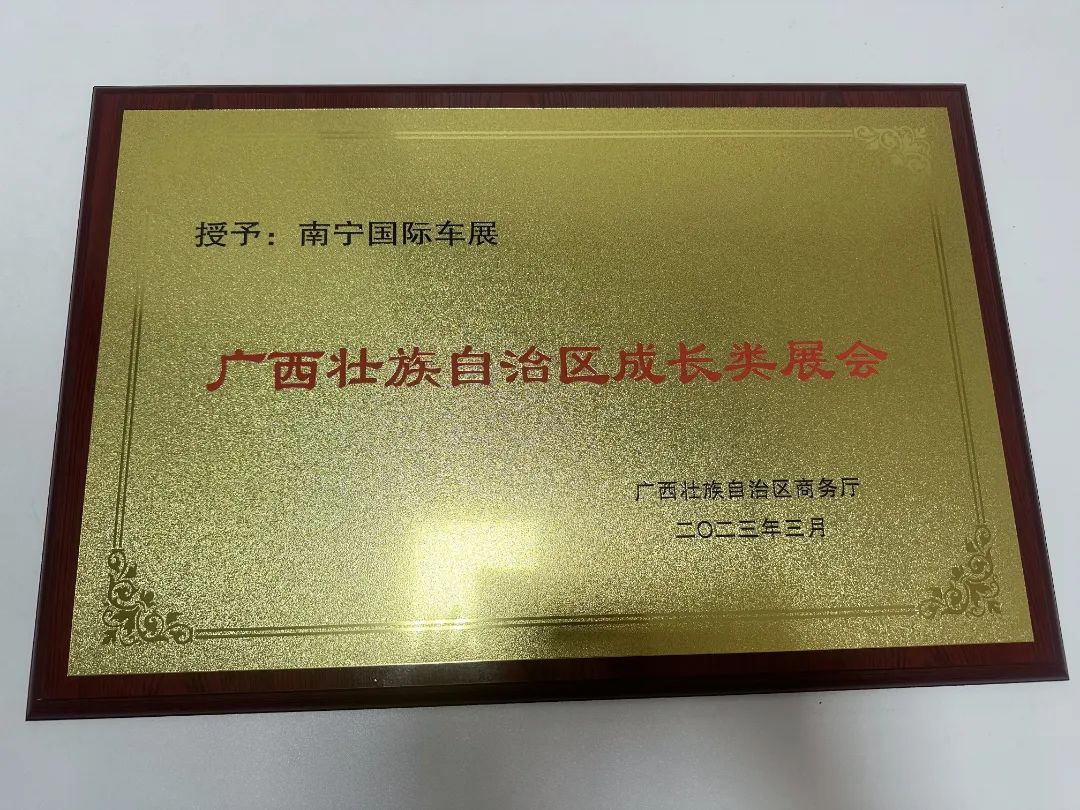 授予：南宁国际车展
广西壮族自治区成长类展会
广西壮族自治区商务厅
二〇二三年三月